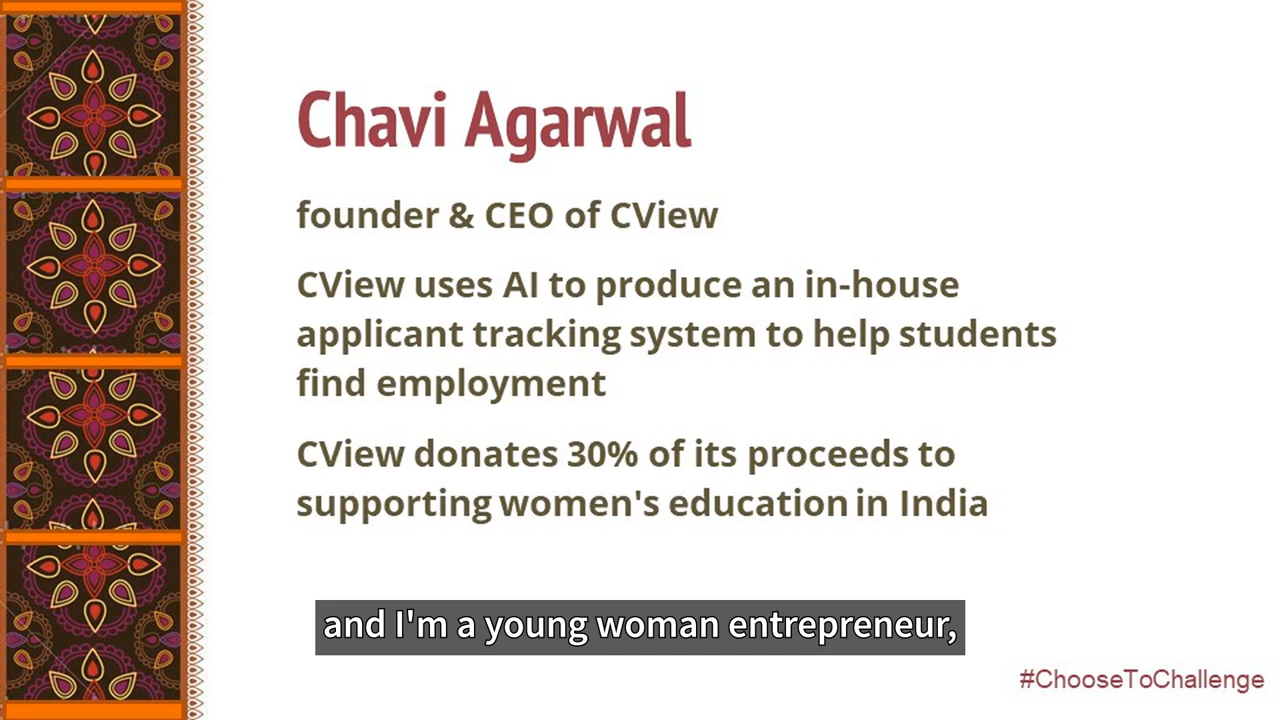 Chavi Agarwal
founder & CEO of CView
CView uses AI to produce an in-house
applicant tracking system to help students
find employment
CView donates 30% of its proceeds to
supporting women's education in India
and I'm a young woman entrepreneur,
#ChooseToChallenge